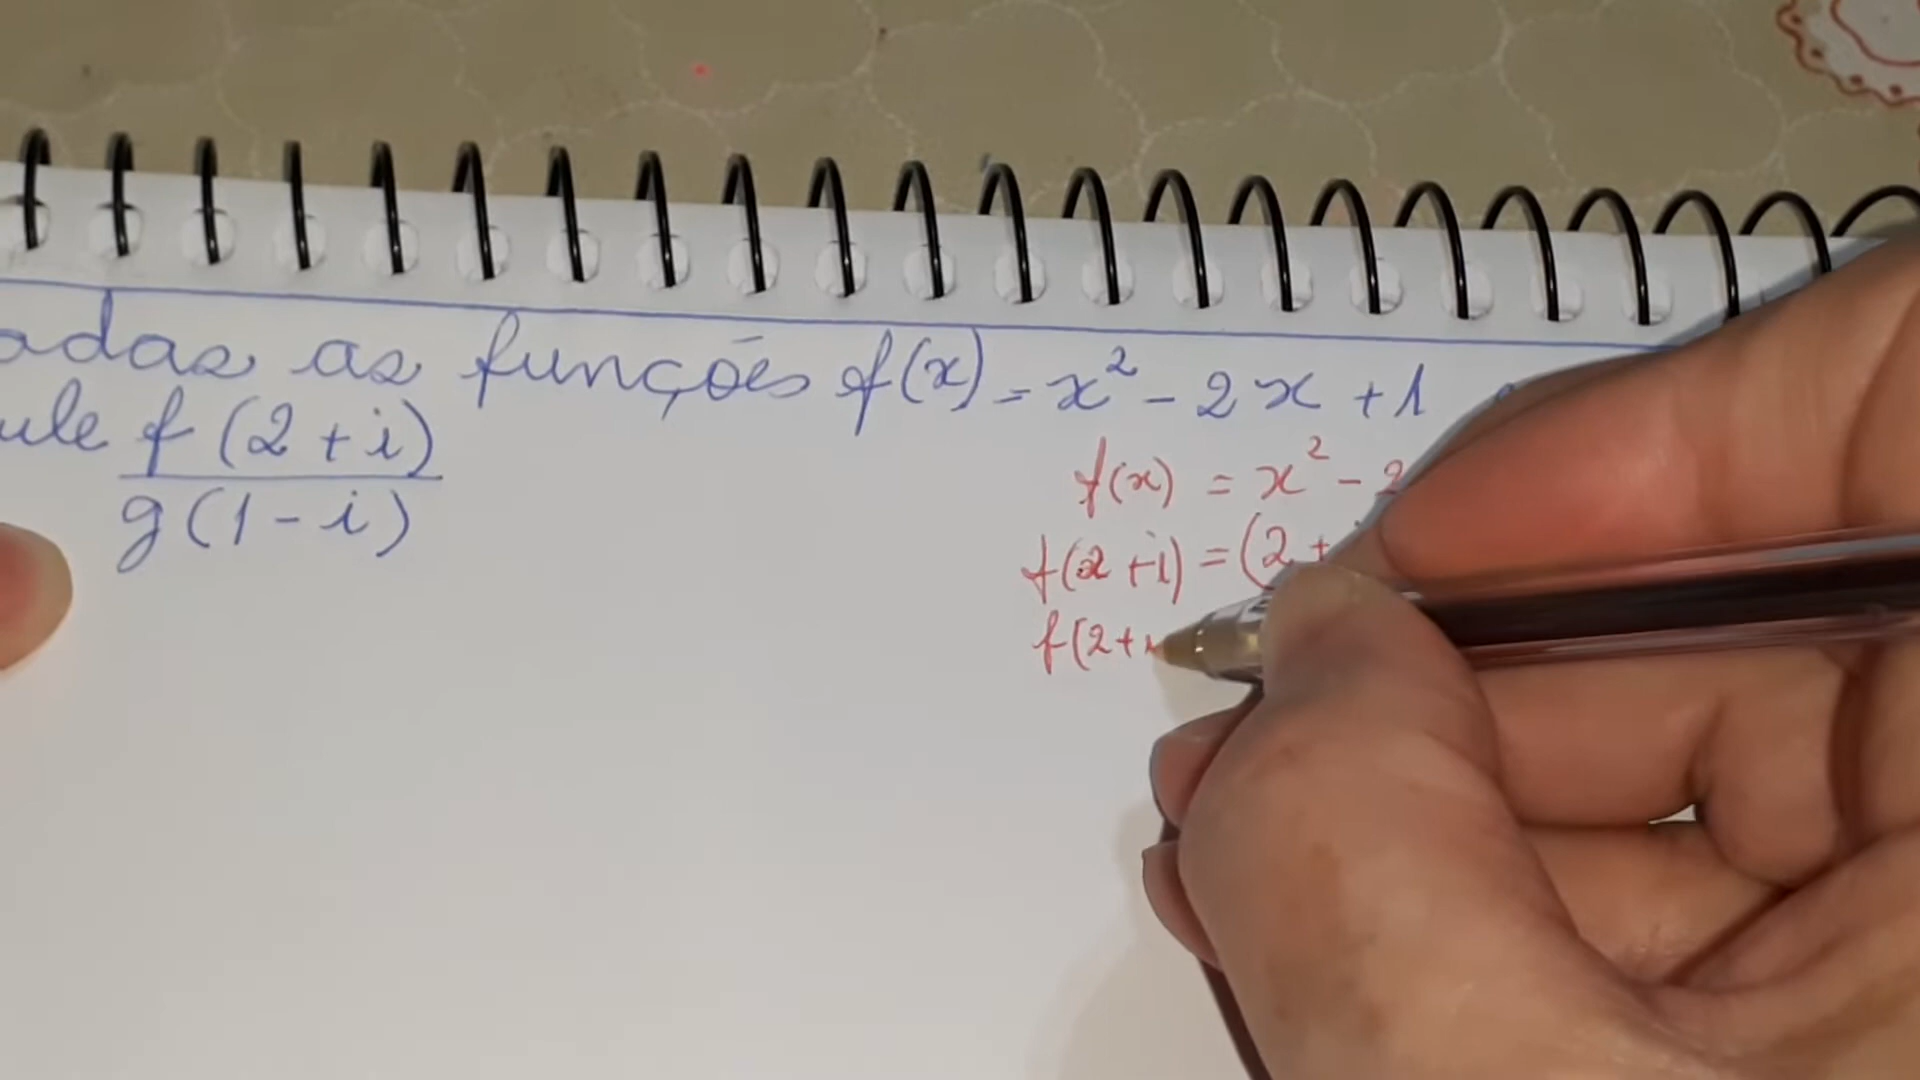 adas as funções f(x) = x² - 2x + 1
ule f(2 + i)
g(1 - i)
f(x) = x² - 2
f(2 + i) = (2 +
f(2+i